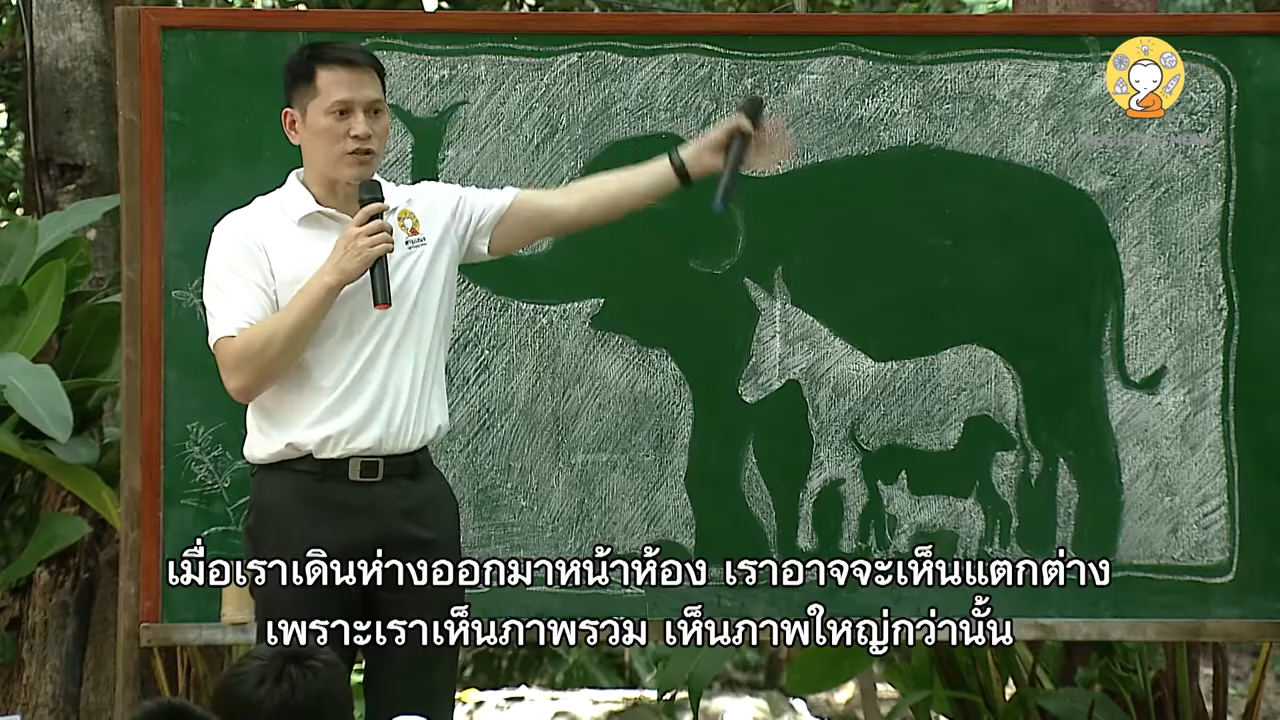 เมื่อเราเดินห่างออกมาหน้าห้อง เราอาจจะเห็นแตกต่าง
เพราะเราเห็นภาพรวม เห็นภาพใหญ่กว่านั้น